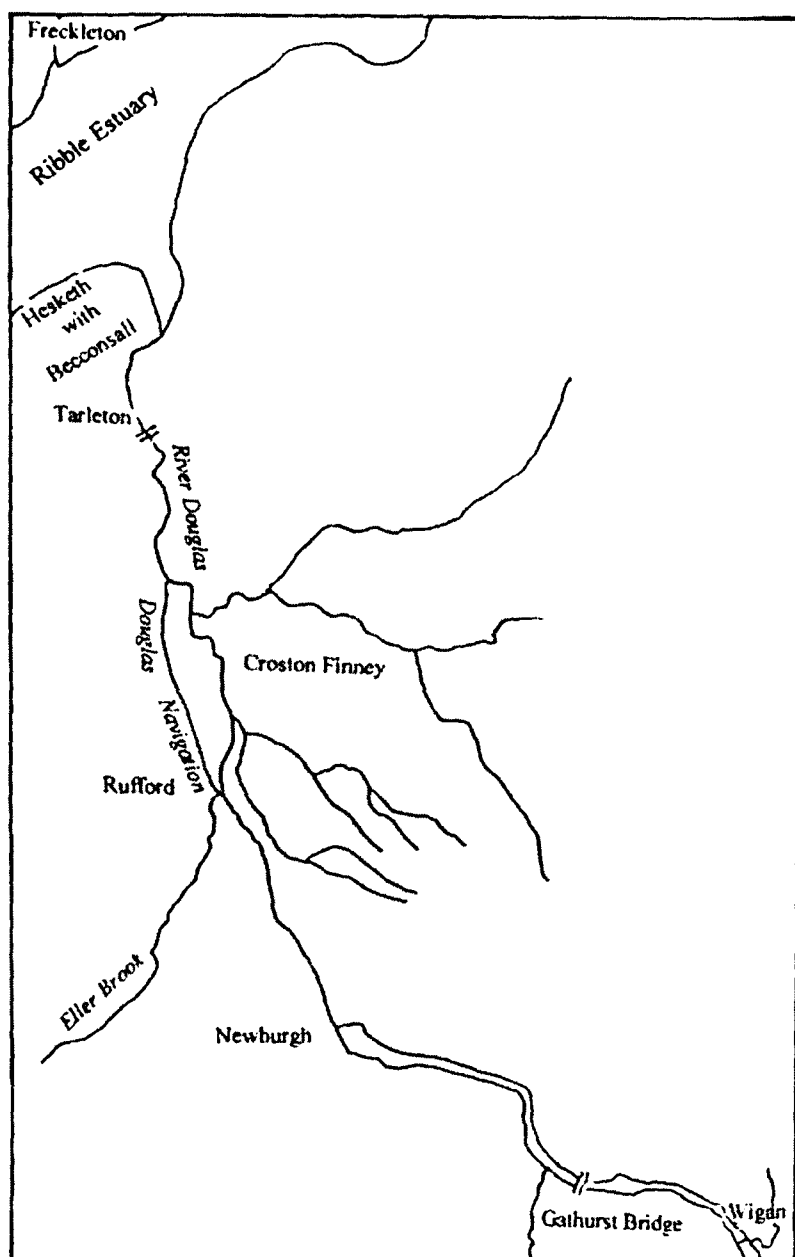 Freckleton
Ribble Estuary
Hesketh
with
Becconsall
Tarleton
River Douglas
Douglas
Navigation
Croston Finney
Rufford
Eller Brook
Newburgh
Gathurst Bridge
Wigan